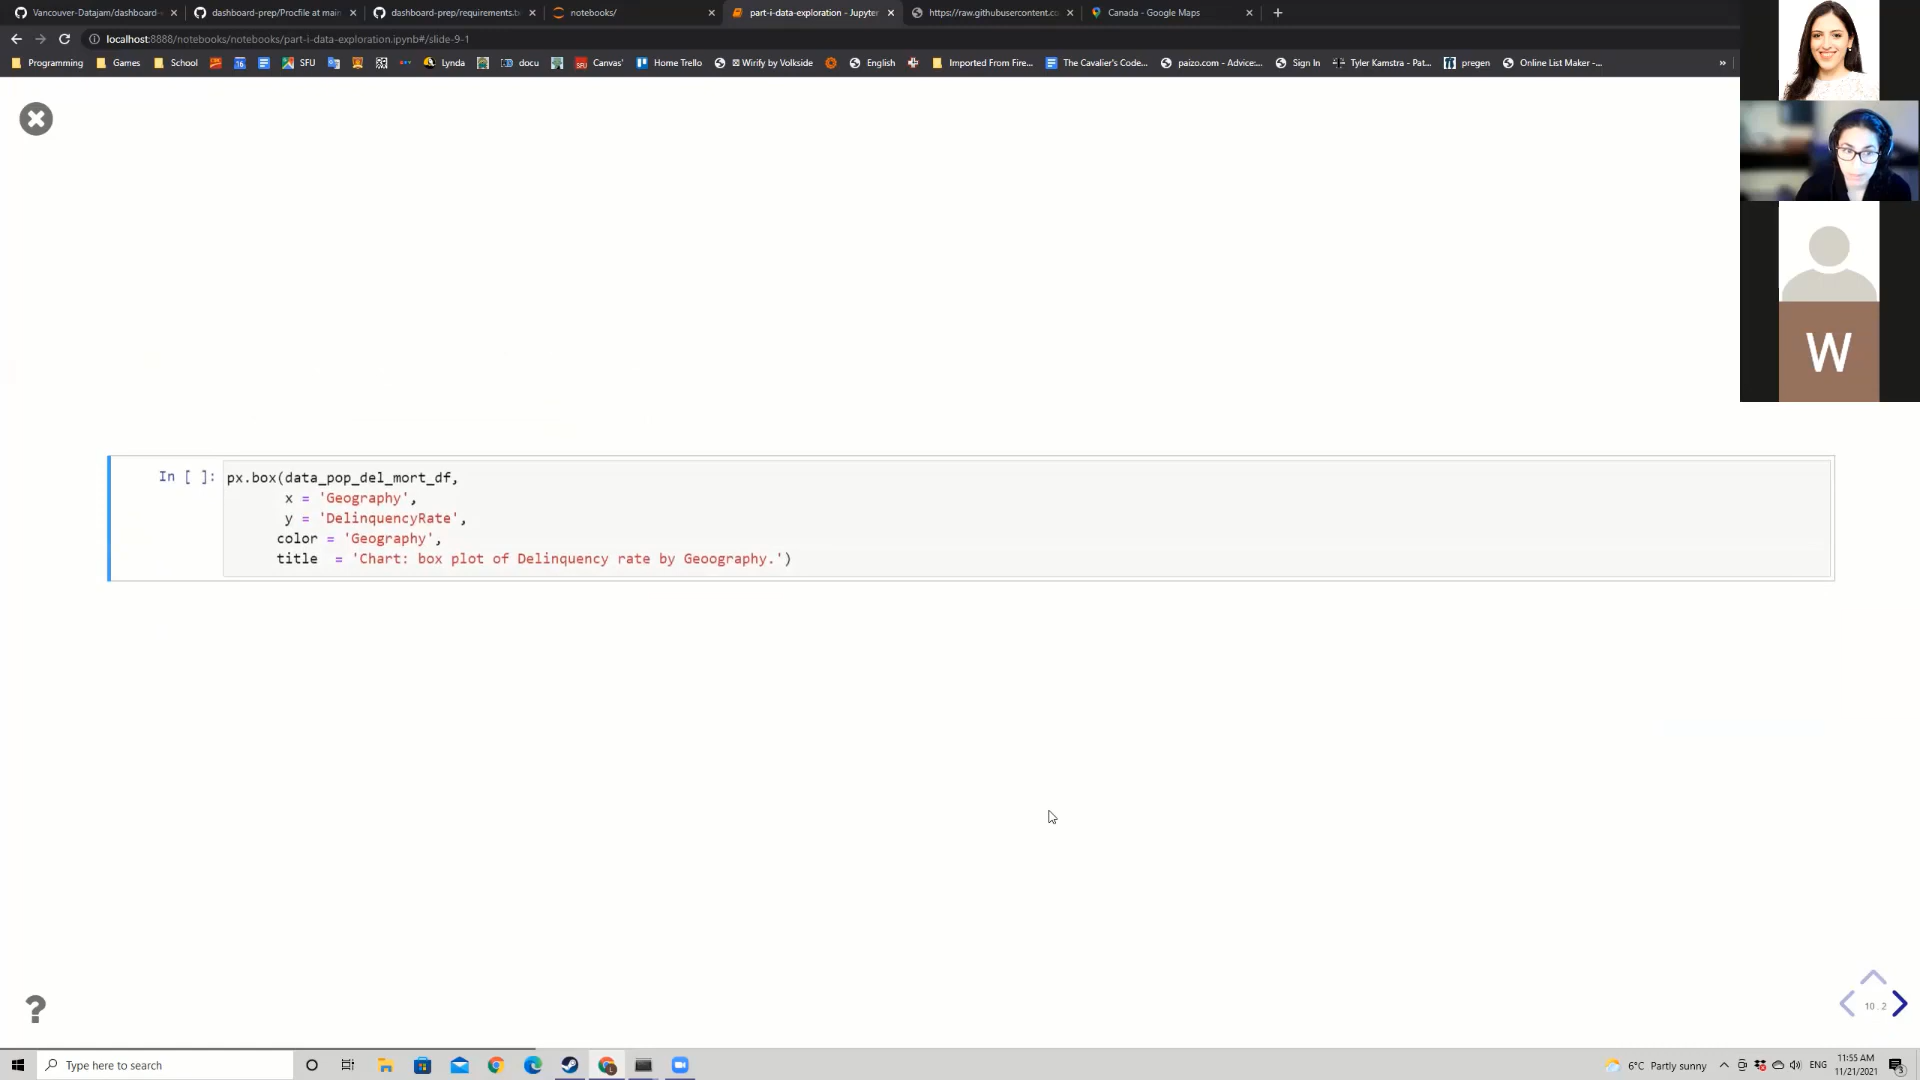 Vancouver-Datajam/dashboard-
dashboard-prep/Procfile at main
dashboard-prep/requirements.tx
notebooks/
part-i-data-exploration - Jupyter
https://raw.githubusercontent.co
Canada - Google Maps
localhost:8888/notebooks/notebooks/part-i-data-exploration.ipynb#/slide-9-1
Programming
Games
School
SFU
Lynda
docu
Canvas'
Home Trello
Wirify by Volkside
English
Imported From Fire...
The Cavalier's Code...
paizo.com - Advice:...
Sign In
Tyler Kamstra - Pat...
pregen
Online List Maker -...
»
W
In [ ]: px.box(data_pop_del_mort_df,
x = 'Geography',
y = 'DelinquencyRate',
color = 'Geography',
title = 'Chart: box plot of Delinquency rate by Geoography.')
?
10 . 2
Type here to search
6°C Partly sunny
ENG
11:55 AM
11/21/2021
3